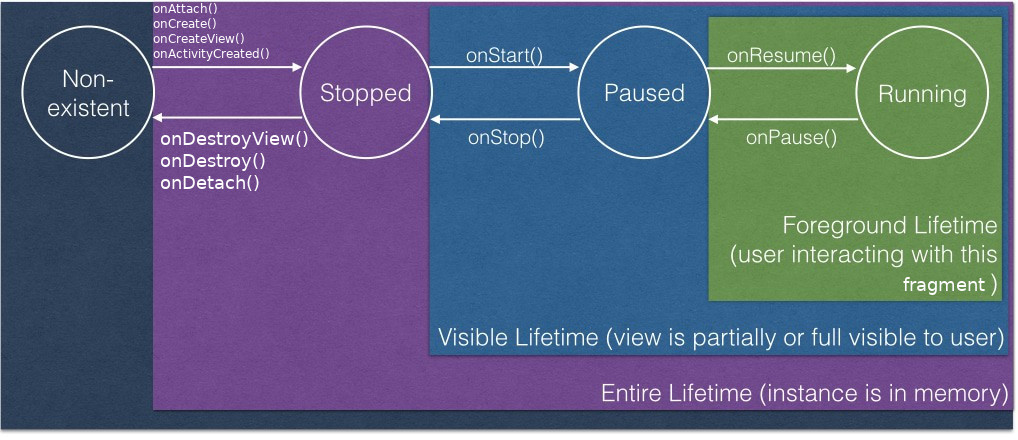 onAttach()
onCreate()
onCreateView()
onActivityCreated()
Non-
existent
Stopped
onStart()
Paused
onResume()
Running
onDestroyView()
onDestroy()
onDetach()
onStop()
onPause()
Foreground Lifetime
(user interacting with this
fragment )
Visible Lifetime (view is partially or full visible to user)
Entire Lifetime (instance is in memory)